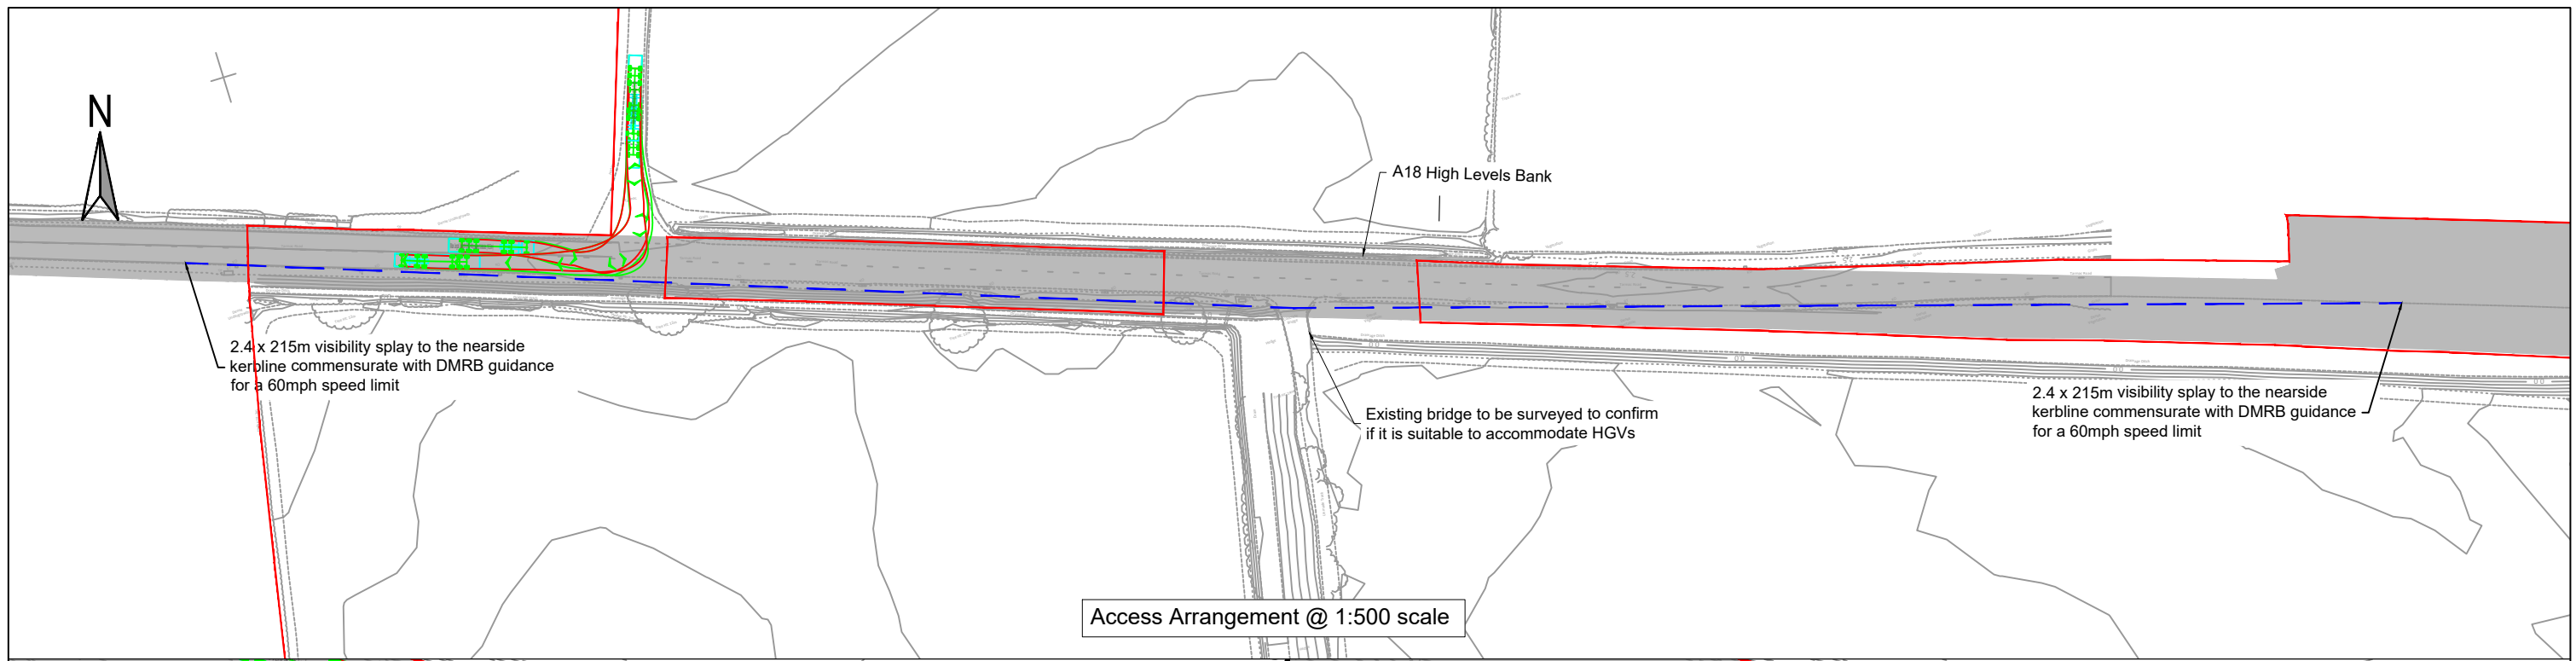 N
A18 High Levels Bank
2.4 x 215m visibility splay to the nearside
kerbline commensurate with DMRB guidance
for a 60mph speed limit
Existing bridge to be surveyed to confirm
if it is suitable to accommodate HGVs
2.4 x 215m visibility splay to the nearside
kerbline commensurate with DMRB guidance
for a 60mph speed limit
Access Arrangement @ 1:500 scale